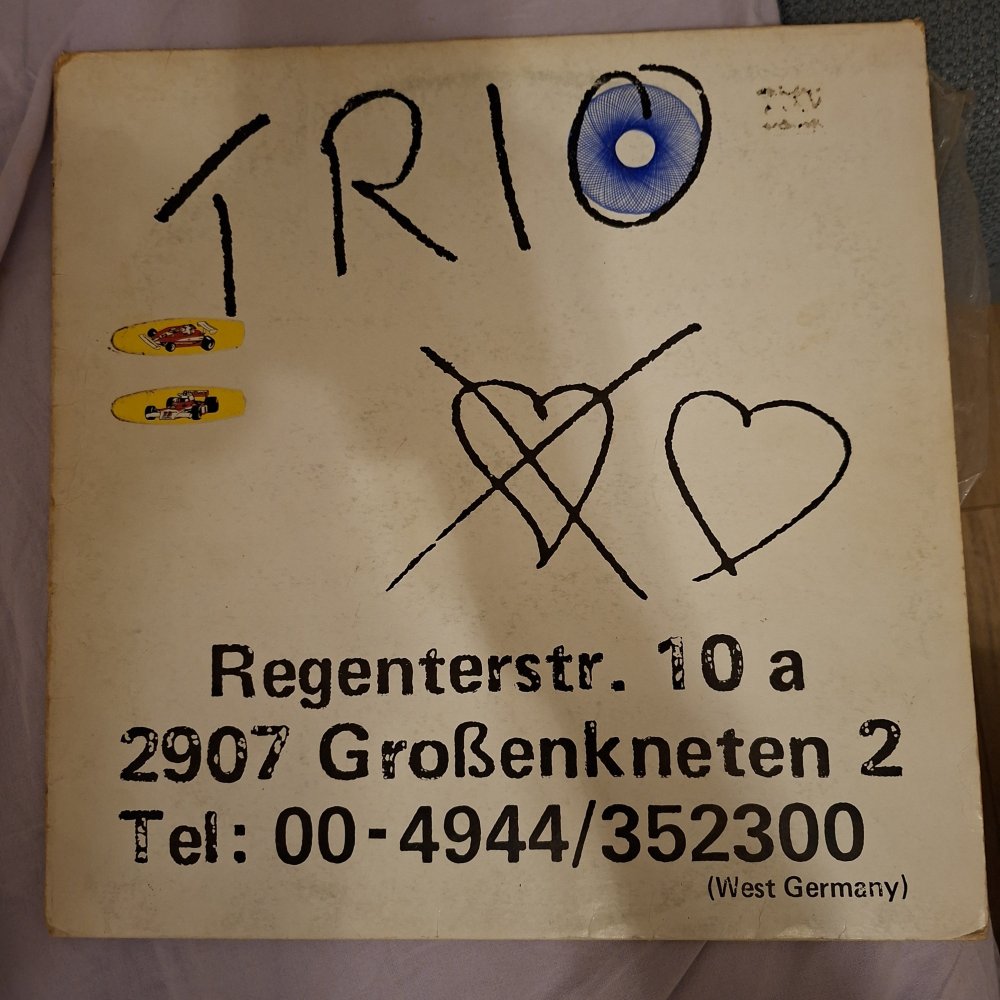 TRIO
Regenterstr. 10 a
2907 Großenkneten 2
Tel: 00-4944/352300
(West Germany)